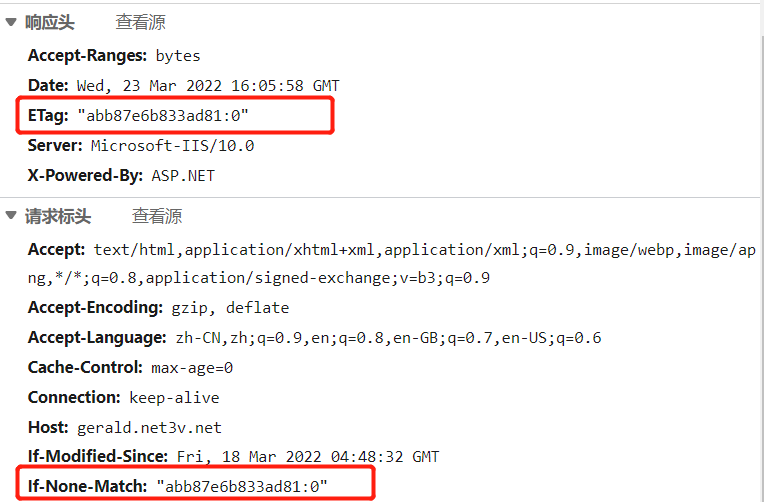 响应头 查看源
Accept-Ranges: bytes
Date: Wed, 23 Mar 2022 16:05:58 GMT
ETag: "abb87e6b833ad81:0"
Server: Microsoft-IIS/10.0
X-Powered-By: ASP.NET
请求标头 查看源
Accept: text/html,application/xhtml+xml,application/xml;q=0.9,image/webp,image/ap
ng,*/*;q=0.8,application/signed-exchange;v=b3;q=0.9
Accept-Encoding: gzip, deflate
Accept-Language: zh-CN,zh;q=0.9,en;q=0.8,en-GB;q=0.7,en-US;q=0.6
Cache-Control: max-age=0
Connection: keep-alive
Host: gerald.net3v.net
If-Modified-Since: Fri, 18 Mar 2022 04:48:32 GMT
If-None-Match: "abb87e6b833ad81:0"